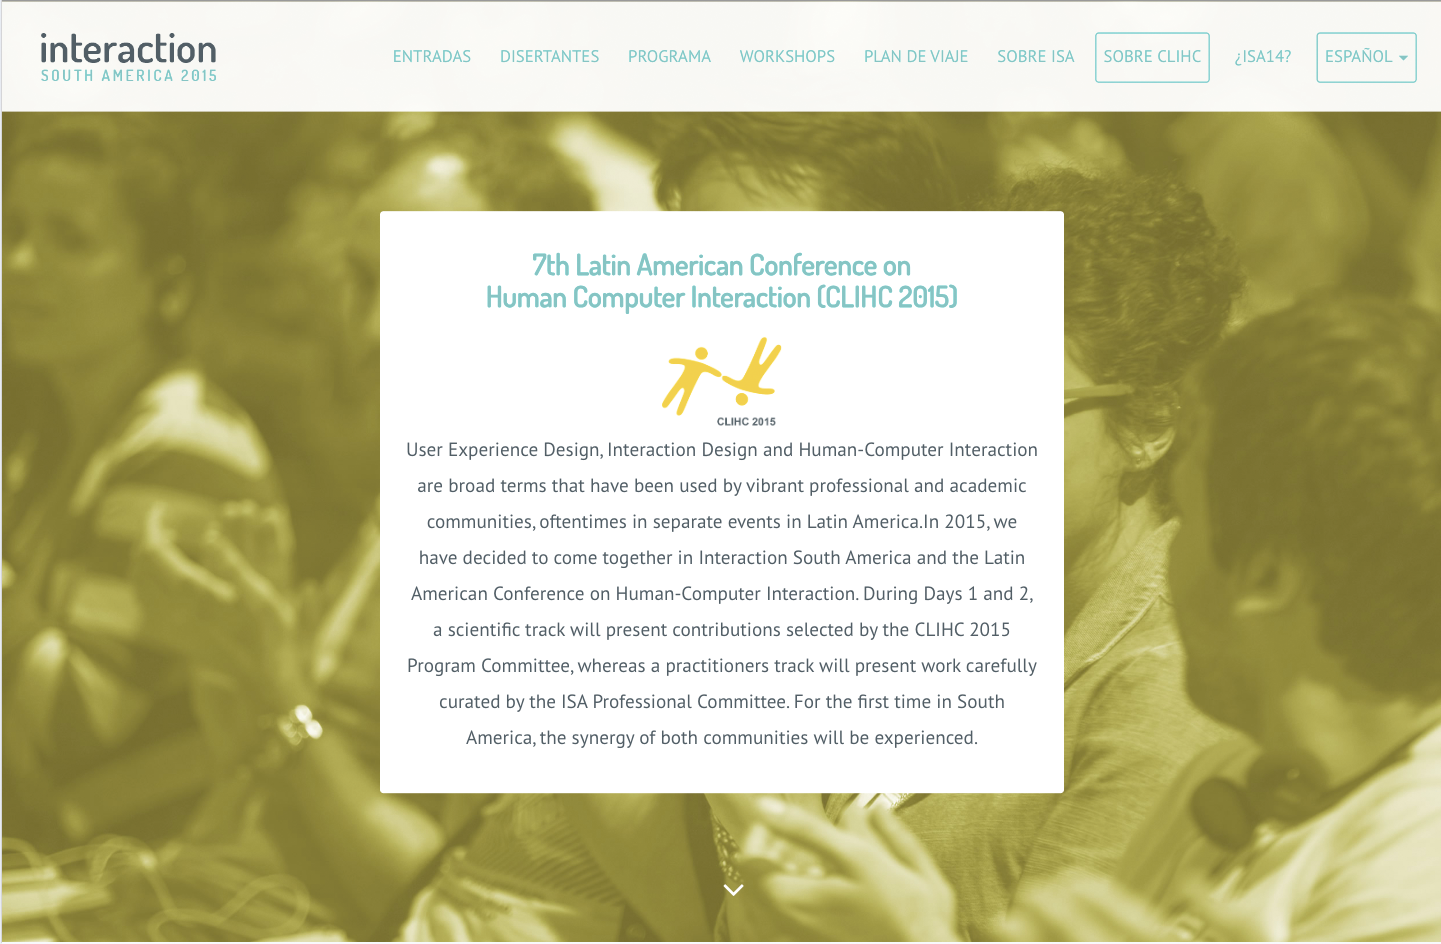 interaction
SOUTH AMERICA 2015
ENTRADAS
DISERTANTES
PROGRAMA
WORKSHOPS
PLAN DE VIAJE
SOBRE ISA
SOBRE CLIHC
¿ISA14?
ESPAÑOL
7th Latin American Conference on
Human Computer Interaction (CLIHC 2015)
CLIHC 2015
User Experience Design, Interaction Design and Human-Computer Interaction
are broad terms that have been used by vibrant professional and academic
communities, oftentimes in separate events in Latin America.In 2015, we
have decided to come together in Interaction South America and the Latin
American Conference on Human-Computer Interaction. During Days 1 and 2,
a scientific track will present contributions selected by the CLIHC 2015
Program Committee, whereas a practitioners track will present work carefully
curated by the ISA Professional Committee. For the first time in South
America, the synergy of both communities will be experienced.